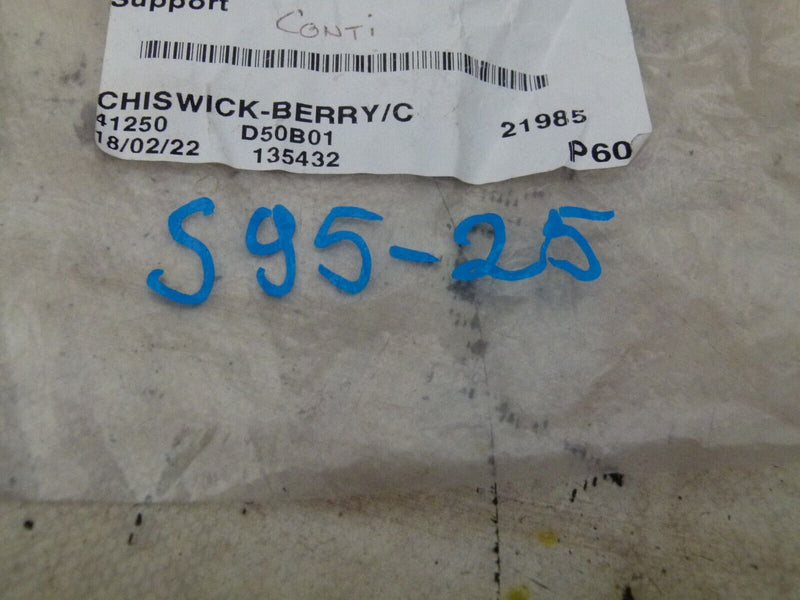 Support
Conti
CHISWICK-BERRY/C
41250 D50B01 21985
18/02/22 135432 P60
S95-25